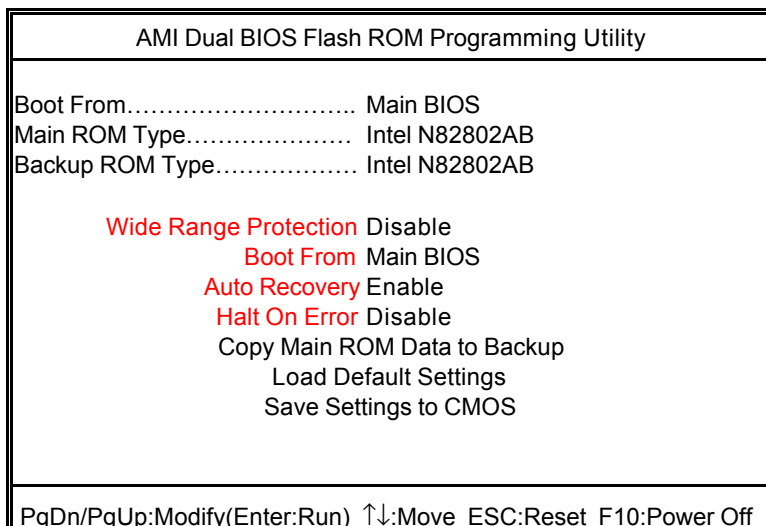 AMI Dual BIOS Flash ROM Programming Utility
Boot From……………………….. Main BIOS
Main ROM Type………………… Intel N82802AB
Backup ROM Type……………… Intel N82802AB
Wide Range Protection Disable
Boot From Main BIOS
Auto Recovery Enable
Halt On Error Disable
Copy Main ROM Data to Backup
Load Default Settings
Save Settings to CMOS
PgDn/PgUp:Modify(Enter:Run) ↑↓:Move ESC:Reset F10:Power Off